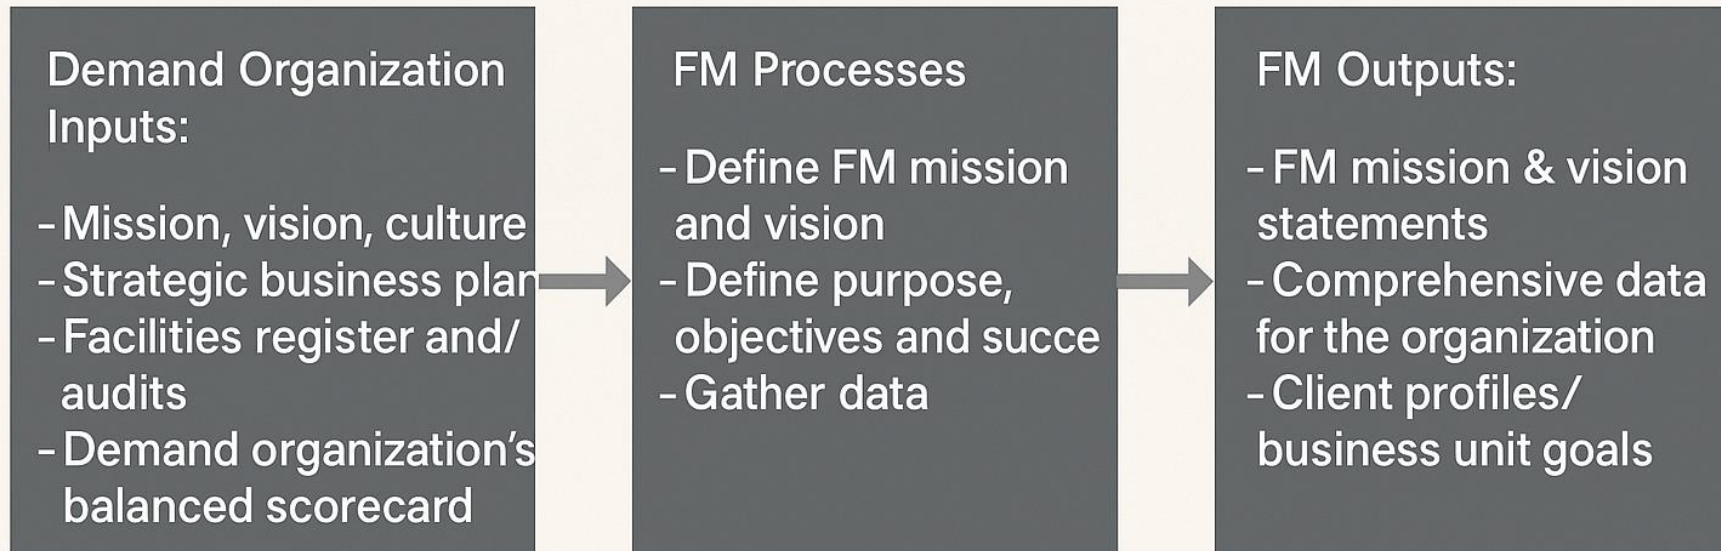 Demand Organization
Inputs:
- Mission, vision, culture
- Strategic business plan
- Facilities register and/
audits
- Demand organization's
balanced scorecard
FM Processes
- Define FM mission
and vision
- Define purpose,
objectives and succe
- Gather data
FM Outputs:
- FM mission & vision
statements
- Comprehensive data
for the organization
- Client profiles/
business unit goals